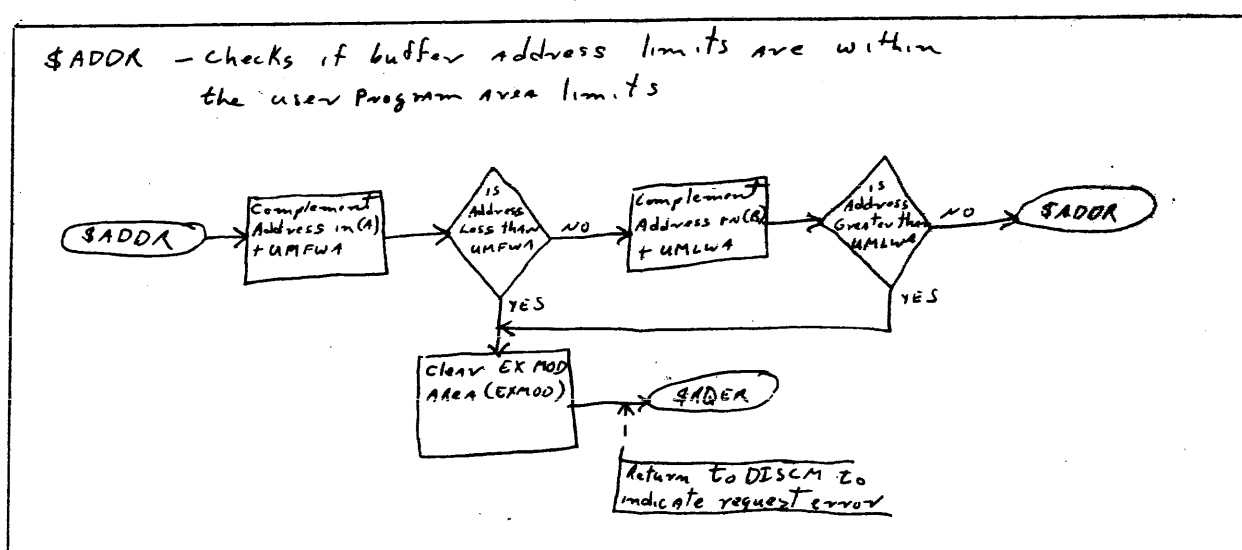 $ADDR - Checks if buffer Address limits are within
the user Program Area limits
$ADDR
Complement
Address in (A)
+ UMFWA
is
Address
Less than
UMFWA
NO
YES
Complement
Address in (B)
+ UMLWA
is
Address
Greater than
UMLWA
NO
YES
$ADDR
Clear EXMOD
AREA (EXMOD)
$ADER
Return to DISCM to
indicate request error